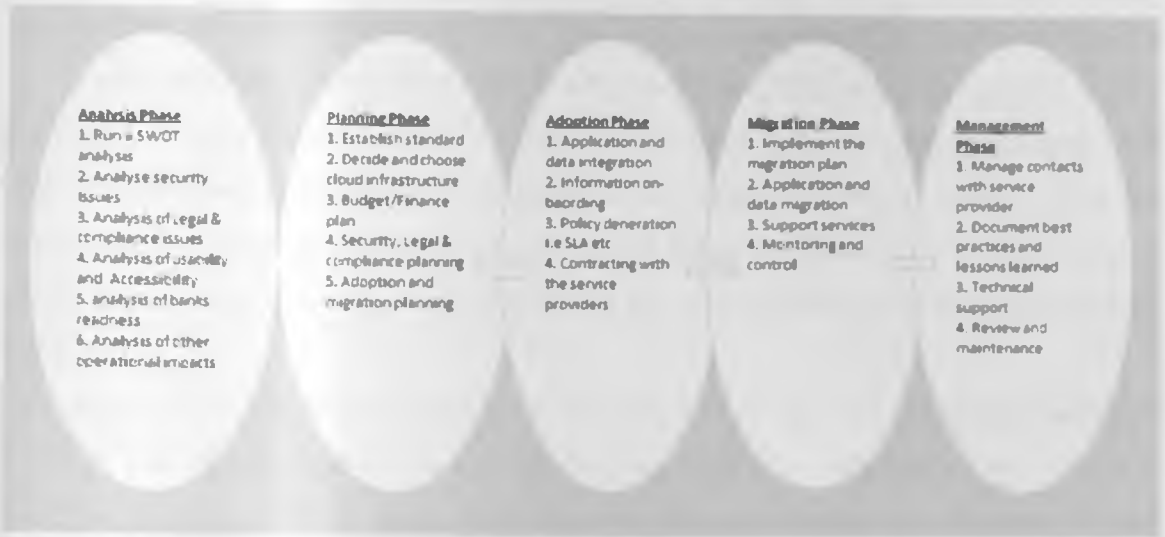 Analysis Phase
1. Run a SWOT
analysis
2. Analyse security
issues
3. Analysis of Legal &
compliance issues
4. Analysis of usability
and Accessibility
5. analysis of banks
readiness
6. Analysis of other
operational impacts
Planning Phase
1. Establish standard
2. Decide and choose
cloud infrastructure
3. Budget/Finance
plan
4. Security, Legal &
compliance planning
5. Adoption and
migration planning
Adoption Phase
1. Application and
data integration
2. Information on-
beording
3. Policy deneration
i.e SLA etc
4. Contracting with
the service
providers
Migration Phase
1. Implement the
migration plan
2. Application and
data migration
3. Support services
4. Monitoring and
control
Management
Phase
1. Manage contacts
with service
provider
2. Document best
practices and
lessons learned
3. Technical
support
4. Review and
maintenance